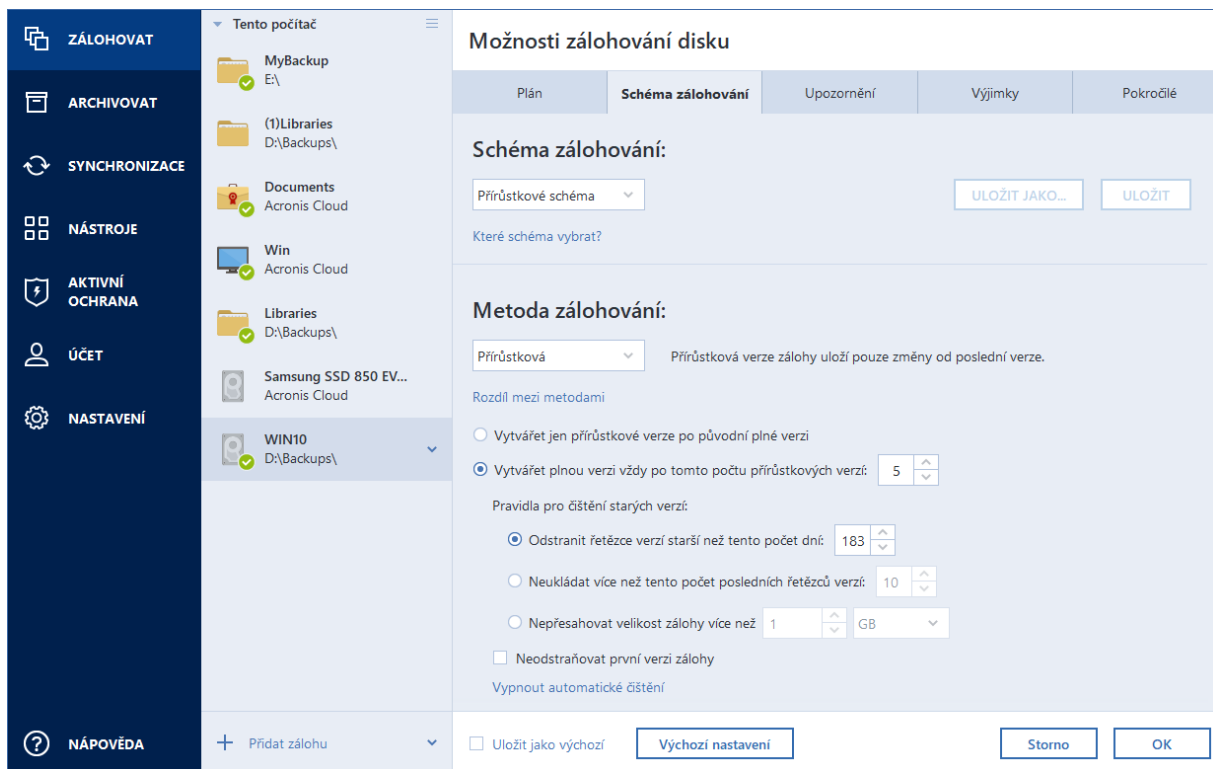 ZÁLOHOVAT
ARCHIVOVAT
SYNCHRONIZACE
NÁSTROJE
AKTIVNÍ
OCHRANA
ÚČET
NASTAVENÍ
NÁPOVĚDA
Tento počítač
MyBackup
E:\
(1)Libraries
D:\Backups\
Documents
Acronis Cloud
Win
Acronis Cloud
Libraries
D:\Backups\
Samsung SSD 850 EV...
Acronis Cloud
WIN10
D:\Backups\
Přidat zálohu
Možnosti zálohování disku
Plán Schéma zálohování Upozornění Výjimky Pokročilé
Schéma zálohování:
Přírůstkové schéma ULOŽIT JAKO... ULOŽIT
Které schéma vybrat?
Metoda zálohování:
Přírůstková Přírůstková verze zálohy uloží pouze změny od poslední verze.
Rozdíl mezi metodami
Vytvářet jen přírůstkové verze po původní plné verzi
Vytvářet plnou verzi vždy po tomto počtu přírůstkových verzí: 5
Pravidla pro čištění starých verzí:
Odstranit řetězce verzí starší než tento počet dní: 183
Neukládat více než tento počet posledních řetězců verzí: 10
Nepřesahovat velikost zálohy více než 1 GB
Neodstraňovat první verzi zálohy
Vypnout automatické čištění
Uložit jako výchozí Výchozí nastavení Storno OK